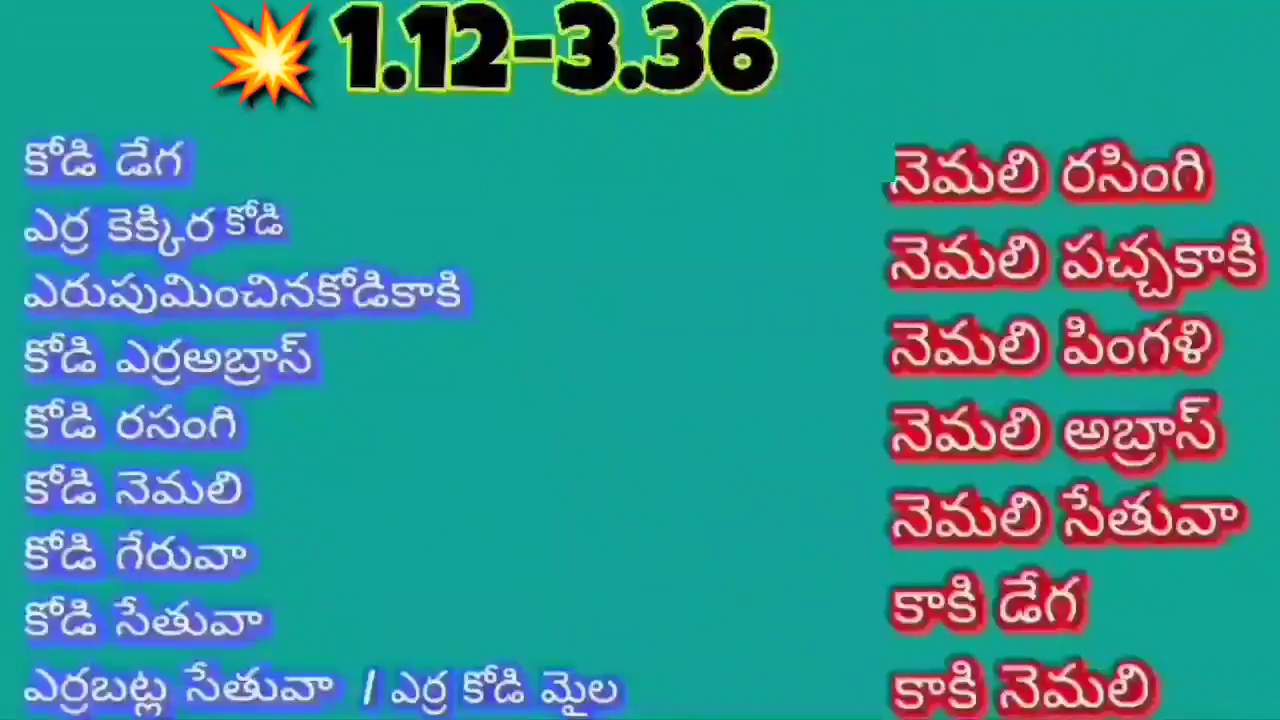 💥 1.12-3.36
కోడి డేగ
ఎర్ర కెక్కిర కోడి
ఎరుపుమించినకోడికాకి
కోడి ఎర్రఅబ్రాస్
కోడి రసంగి
కోడి నెమలి
కోడి గేరువా
కోడి సేతువా
ఎర్రబట్ల సేతువా / ఎర్ర కోడి మైల
నెమలి రసింగి
నెమలి పచ్చకాకి
నెమలి పింగళి
నెమలి అబ్రాస్
నెమలి సేతువా
కాకి డేగ
కాకి నెమలి